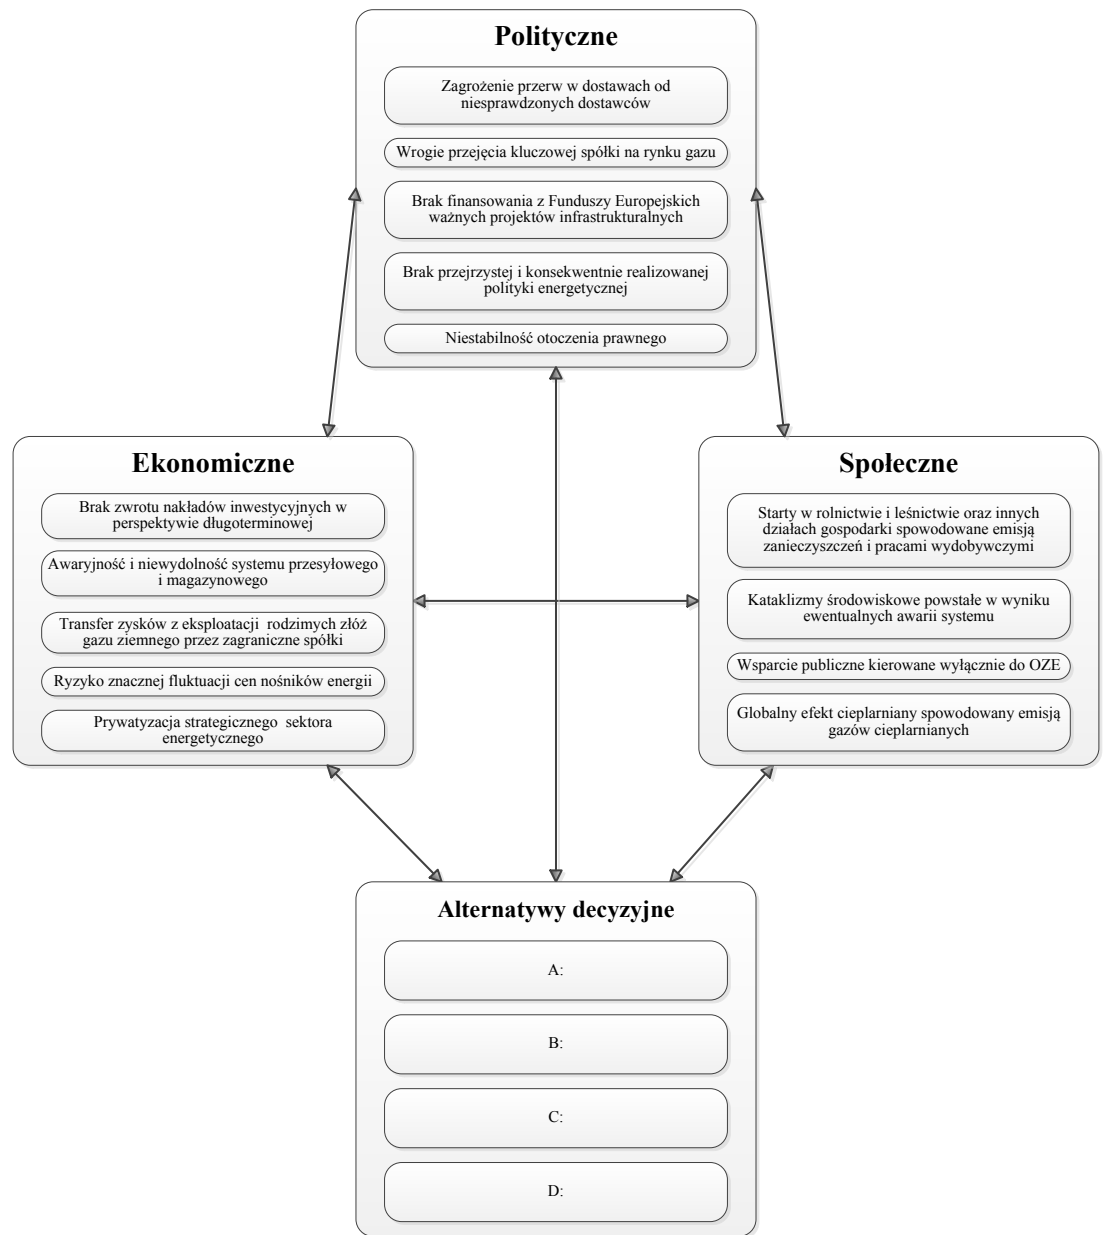 Polityczne
Zagrożenie przerw w dostawach od
niesprawdzonych dostawców
Wrogie przejęcia kluczowej spółki na rynku gazu
Brak finansowania z Funduszy Europejskich
ważnych projektów infrastrukturalnych
Brak przejrzystej i konsekwentnie realizowanej
polityki energetycznej
Niestabilność otoczenia prawnego
Ekonomiczne
Brak zwrotu nakładów inwestycyjnych w
perspektywie długoterminowej
Awaryjność i niewydolność systemu przesyłowego
i magazynowego
Transfer zysków z eksploatacji rodzimych złóż
gazu ziemnego przez zagraniczne spółki
Ryzyko znacznej fluktuacji cen nośników energii
Prywatyzacja strategicznego sektora
energetycznego
Społeczne
Starty w rolnictwie i leśnictwie oraz innych
działach gospodarki spowodowane emisją
zanieczyszczeń i pracami wydobywczymi
Kataklizmy środowiskowe powstałe w wyniku
ewentualnych awarii systemu
Wsparcie publiczne kierowane wyłącznie do OZE
Globalny efekt cieplarniany spowodowany emisją
gazów cieplarnianych
Alternatywy decyzyjne
A:
B:
C:
D: